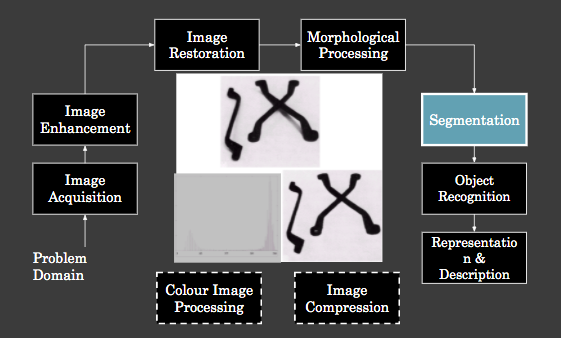 Image
Restoration
Morphological
Processing
Image
Enhancement
Segmentation
Image
Acquisition
Object
Recognition
Problem
Domain
Representatio
n &
Description
Colour Image
Processing
Image
Compression